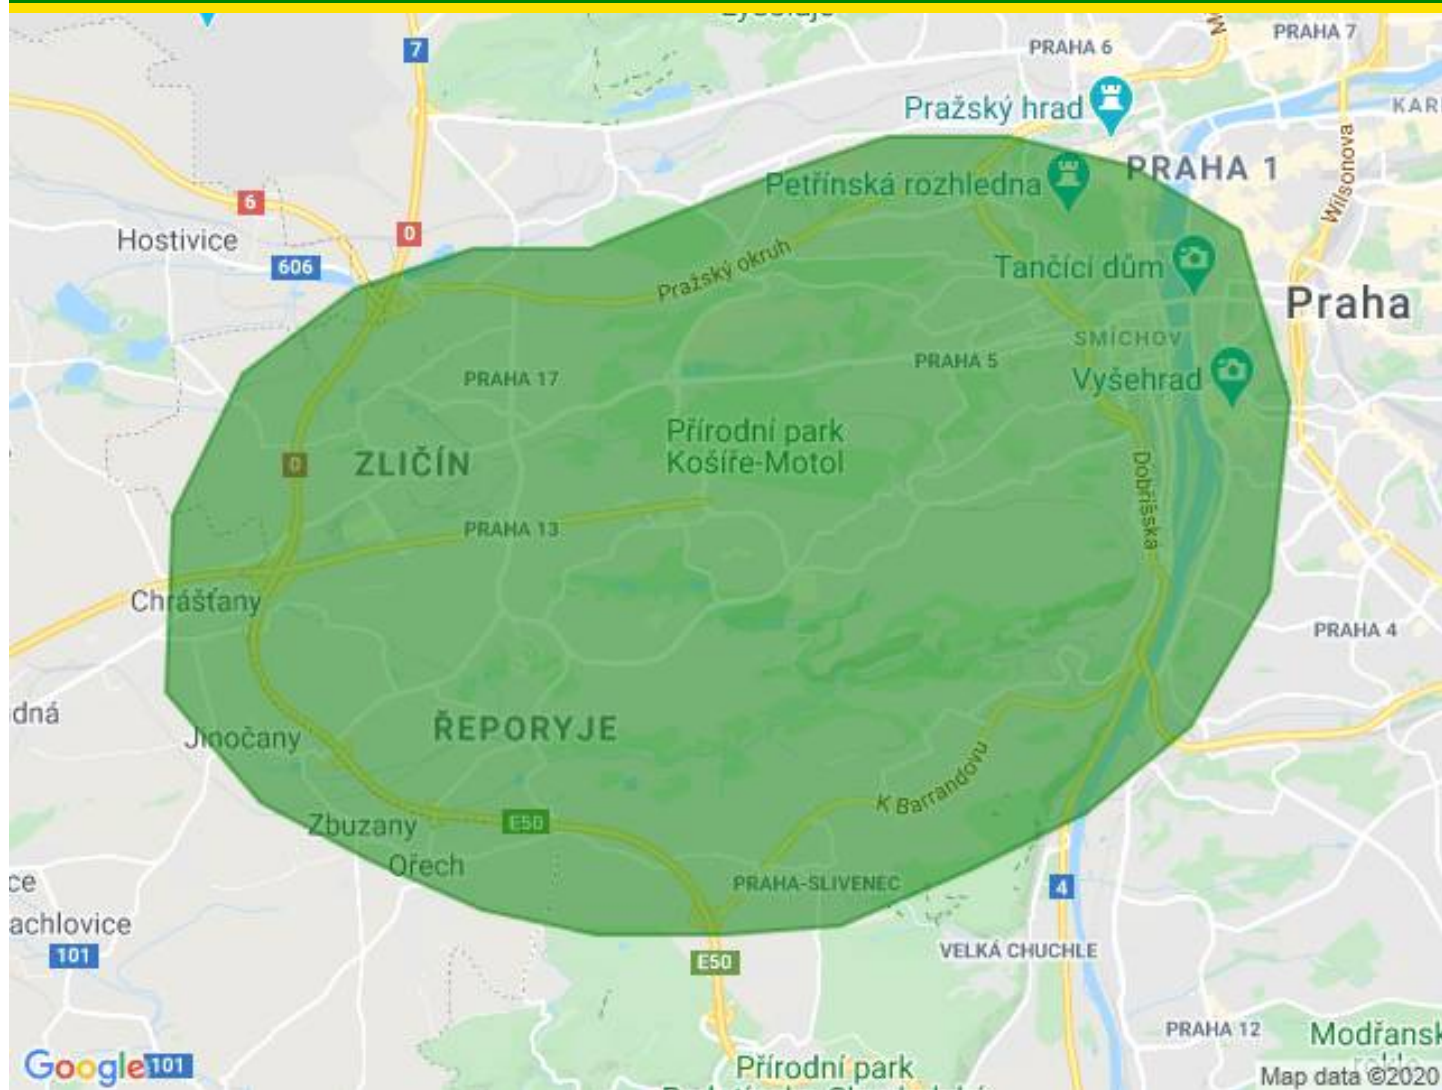 7
PRAHA 6
PRAHA 7
Pražský hrad
KAR
Petřínská rozhledna
PRAHA 1
Wilsonova
6
Hostivice
0
606
Pražský okruh
Tančící dům
Praha
SMÍCHOV
PRAHA 5
PRAHA 17
Vyšehrad
Přírodní park
Košíře-Motol
0
ZLIČÍN
Dobříšská
PRAHA 13
Chrášťany
PRAHA 4
dná
Jinočany
ŘEPORYJE
K Barrandovu
Zbuzany
E50
Ořech
ce
PRAHA-SLIVENEC
4
achlovice
101
E50
VELKÁ CHUCHLE
PRAHA 12
Modřansk
Google
101
Přírodní park
Map data ©2020